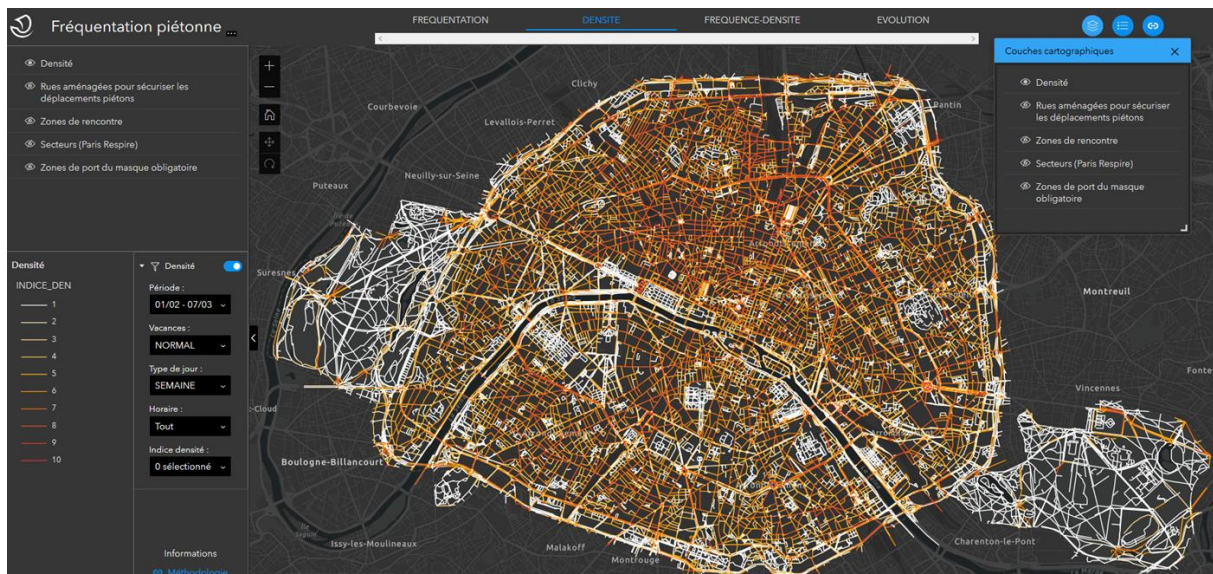 Fréquentation piétonne ...
FREQUENTATION
DENSITE
FREQUENCE-DENSITE
EVOLUTION
Densité
Rues aménagées pour sécuriser les
déplacements piétons
Zones de rencontre
Secteurs (Paris Respire)
Zones de port du masque obligatoire
Densité
INDICE_DEN
1
2
3
4
5
6
7
8
9
10
Densité
Période :
01/02 - 07/03
Vacances :
NORMAL
Type de jour :
SEMAINE
Horaire :
Tout
Indice densité :
0 sélectionné
Informations
Méthodologie
Couches cartographiques
Densité
Rues aménagées pour sécuriser
les déplacements piétons
Zones de rencontre
Secteurs (Paris Respire)
Zones de port du masque
obligatoire
Clichy
Courbevoie
Levallois-Perret
Pantin
Neuilly-sur-Seine
Puteaux
Suresnes
Montreuil
Paris
Vincennes
Fonte
-Cloud
Boulogne-Billancourt
Issy-les-Moulineaux
Malakoff
Montrouge
Charenton-le-Pont